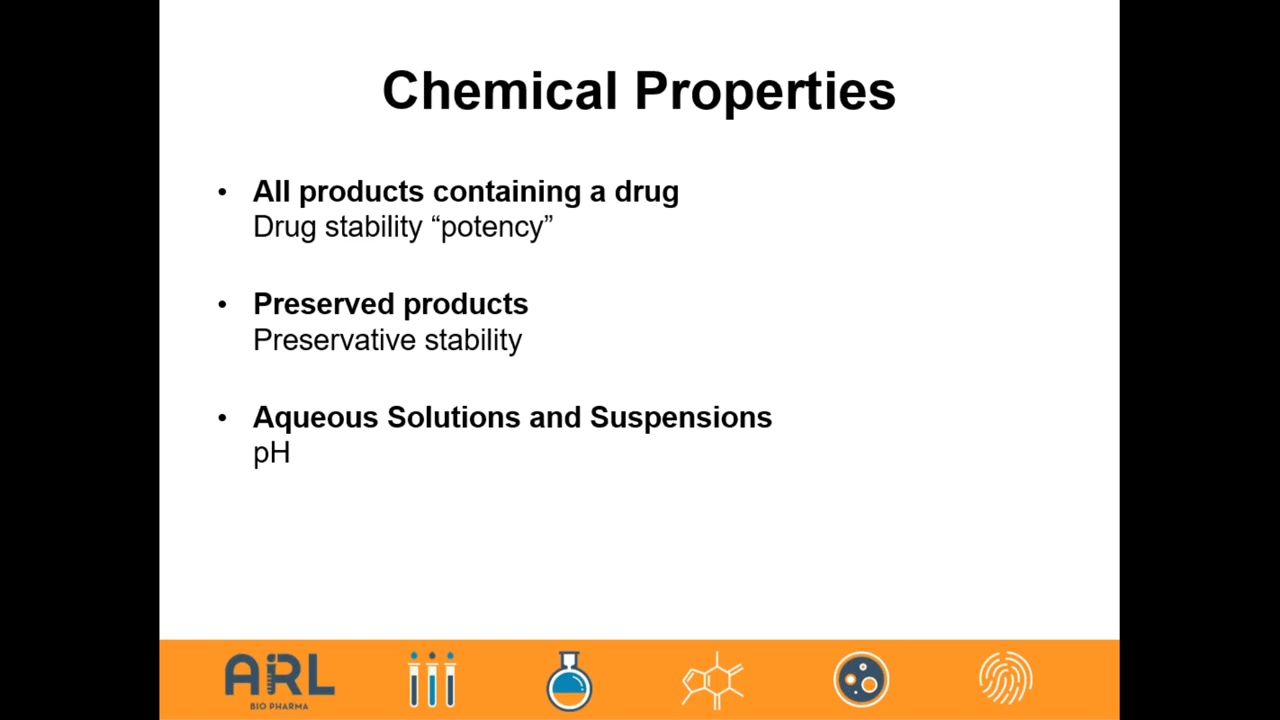 Chemical Properties
• All products containing a drug
Drug stability “potency”
• Preserved products
Preservative stability
• Aqueous Solutions and Suspensions
pH
ARL
BIO PHARMA